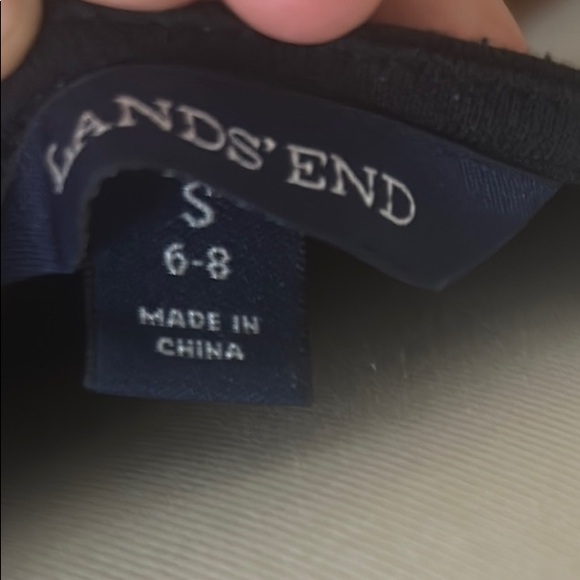 LANDS' END
S
6-8
MADE IN
CHINA